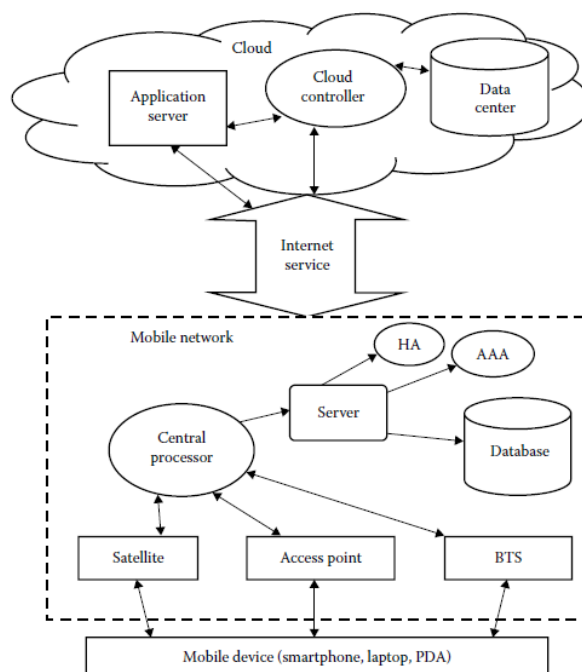 Cloud
Application
server
Cloud
controller
Data
center
Internet
service
Mobile network
HA
AAA
Server
Central
processor
Database
Satellite
Access point
BTS
Mobile device (smartphone, laptop, PDA)